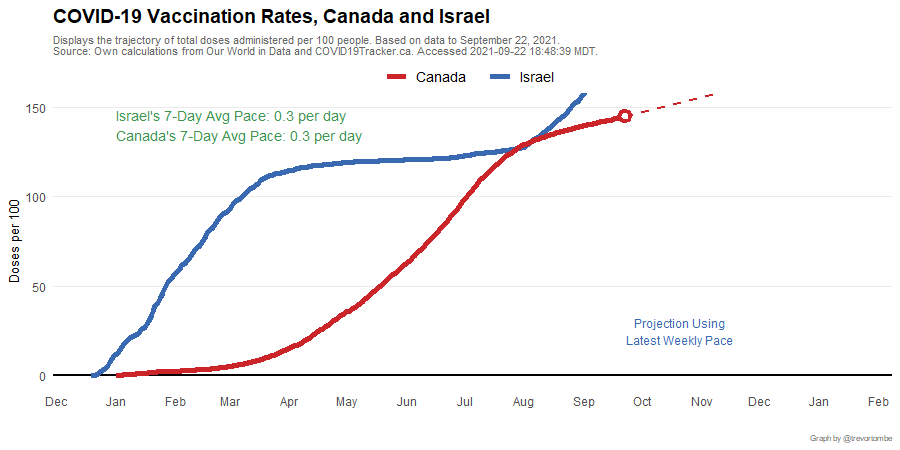 COVID-19 Vaccination Rates, Canada and Israel
Displays the trajectory of total doses administered per 100 people. Based on data to September 22, 2021.
Source: Own calculations from Our World in Data and COVID19Tracker.ca. Accessed 2021-09-22 18:48:39 MDT.
Canada Israel
Israel's 7-Day Avg Pace: 0.3 per day
Canada's 7-Day Avg Pace: 0.3 per day
150
100
50
0
Doses per 100
Projection Using
Latest Weekly Pace
Dec Jan Feb Mar Apr May Jun Jul Aug Sep Oct Nov Dec Jan Feb
Graph by @trevortombe